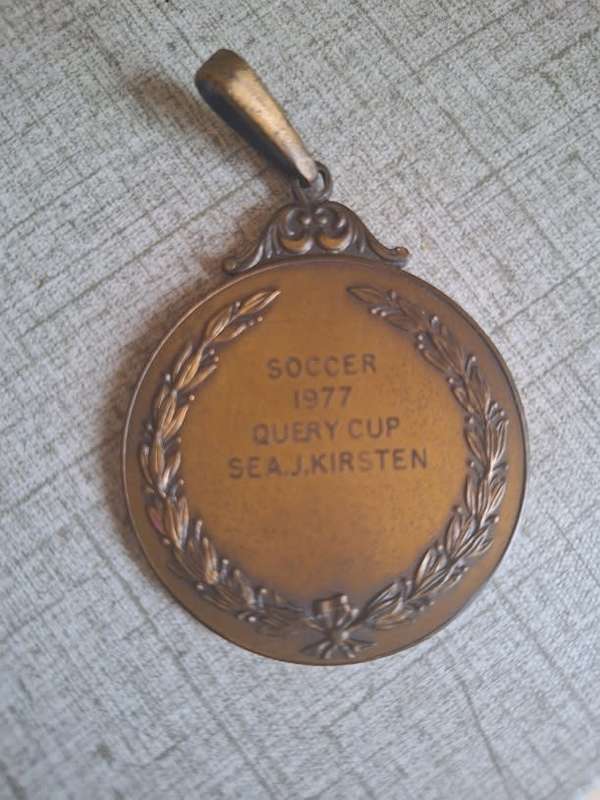 SOCCER
1977
QUERY CUP
SEA.J.KIRSTEN